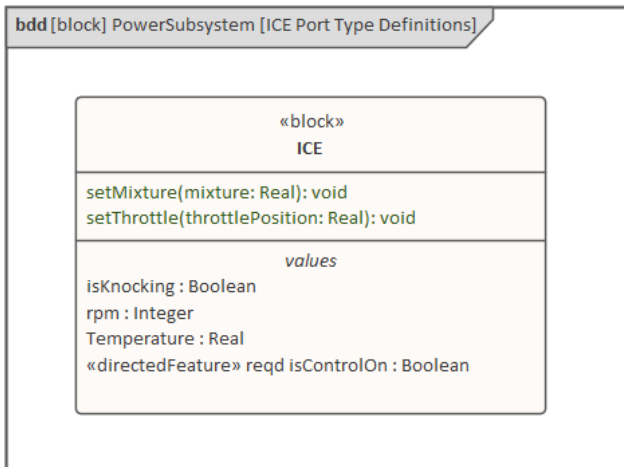 bdd [block] PowerSubsystem [ICE Port Type Definitions]
«block»
ICE
setMixture(mixture: Real): void
setThrottle(throttlePosition: Real): void
values
isKnocking : Boolean
rpm : Integer
Temperature : Real
«directedFeature» reqd isControlOn : Boolean